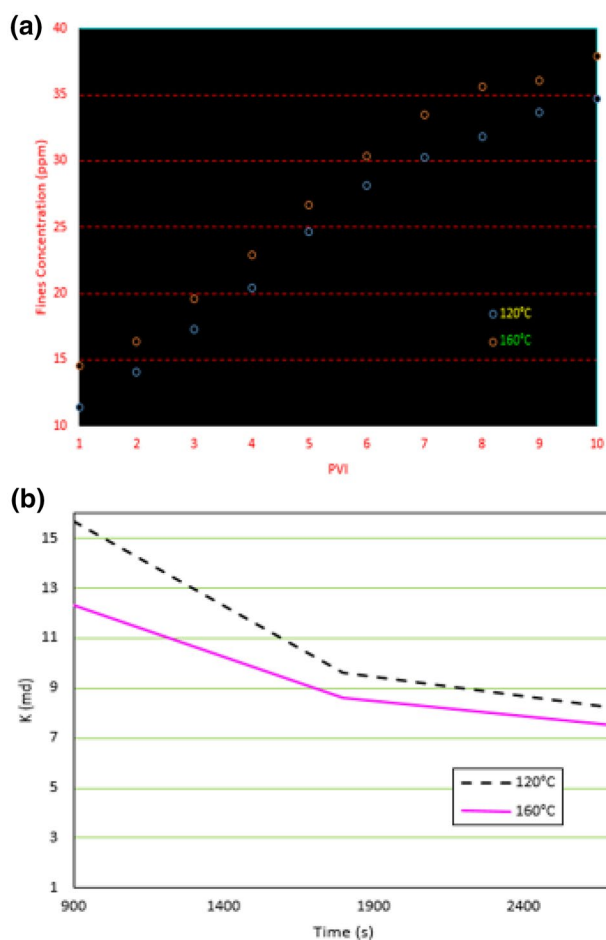 (a)
Fines Concentration (ppm)
40
35
30
25
20
15
10
120°C
160°C
1 2 3 4 5 6 7 8 9 10
PVI
(b)
K (md)
15
13
11
9
7
5
3
1
120°C
160°C
900 1400 1900 2400
Time (s)